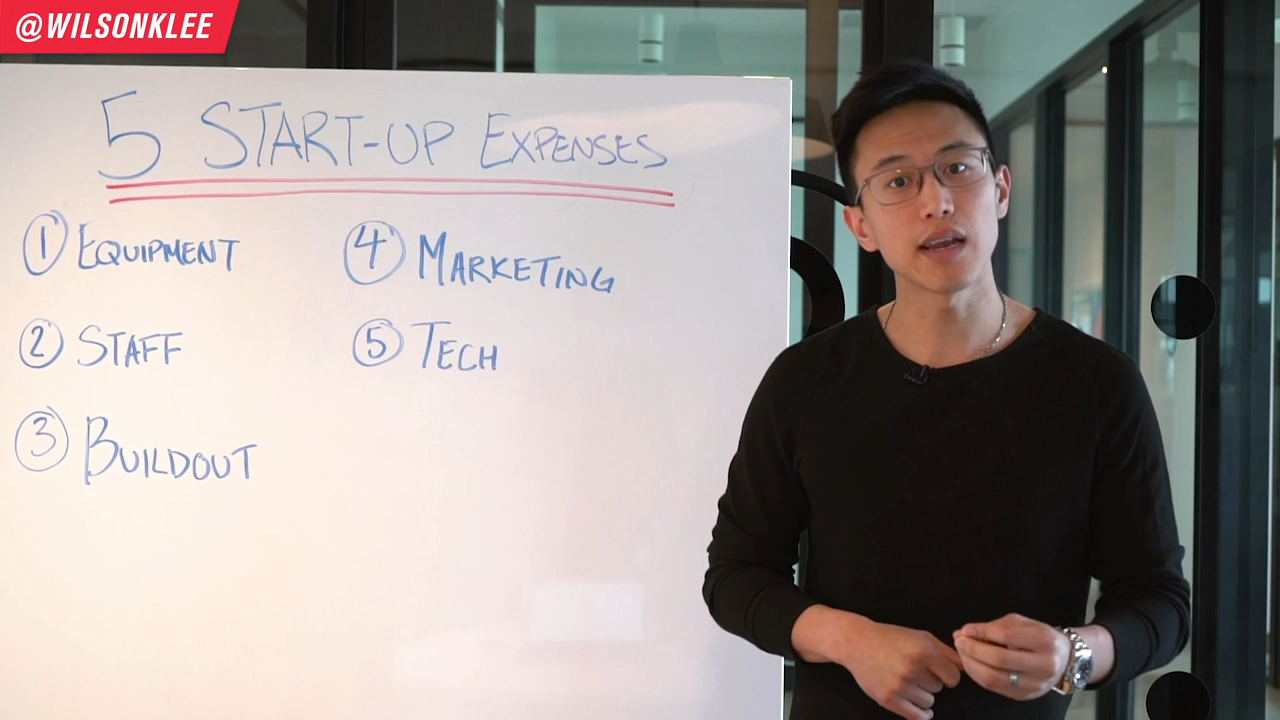 @WILSONKLEE
5 START-UP EXPENSES
1 EQUIPMENT
2 STAFF
3 BUILDOUT
4 MARKETING
5 TECH